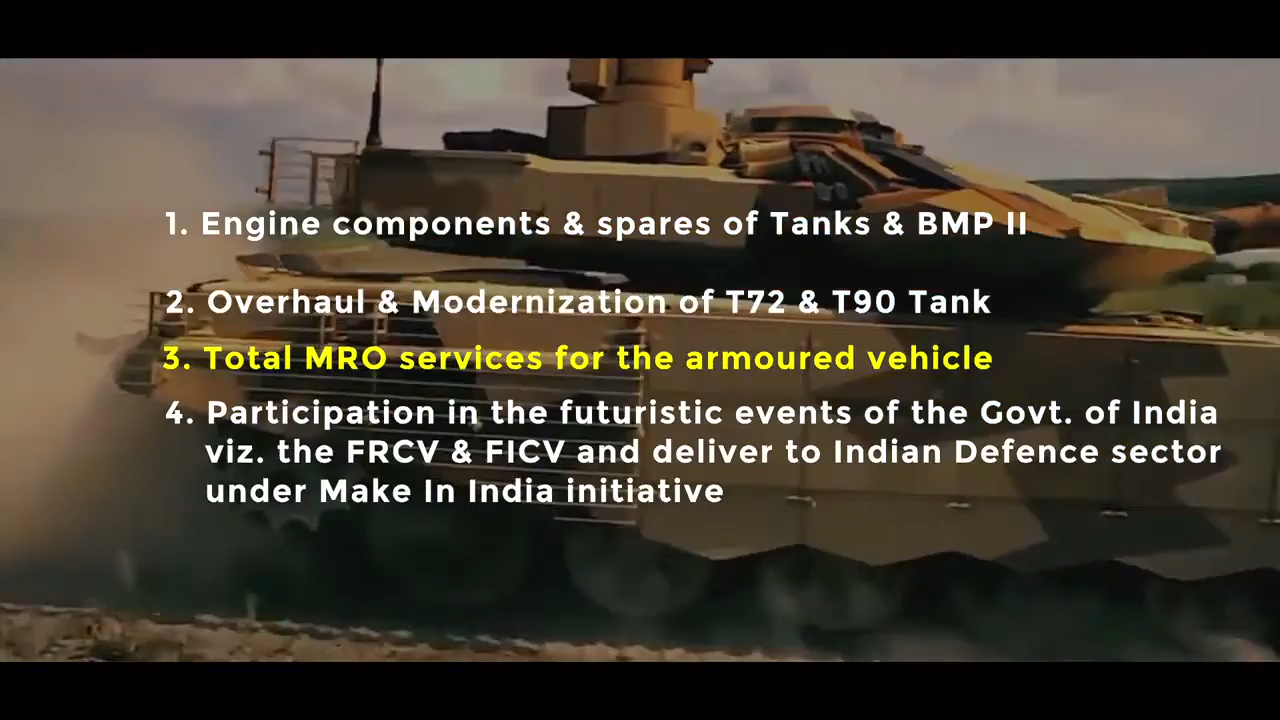 1. Engine components & spares of Tanks & BMP II
2. Overhaul & Modernization of T72 & T90 Tank
3. Total MRO services for the armoured vehicle
4. Participation in the futuristic events of the Govt. of India
viz. the FRCV & FICV and deliver to Indian Defence sector
under Make In India initiative